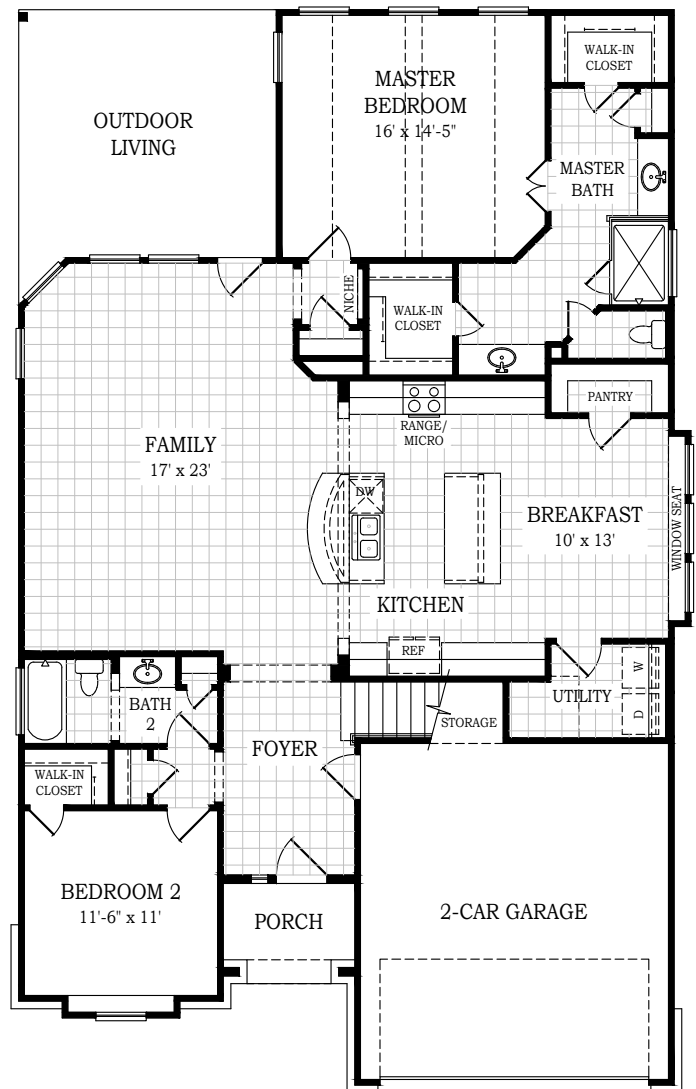 WALK-IN
CLOSET
MASTER
BEDROOM
16' x 14'-5"
OUTDOOR
LIVING
MASTER
BATH
NICHE
WALK-IN
CLOSET
PANTRY
RANGE/
MICRO
FAMILY
17' x 23'
DW
BREAKFAST
10' x 13'
WINDOW SEAT
KITCHEN
REF
W
D
UTILITY
BATH
2
STORAGE
FOYER
WALK-IN
CLOSET
BEDROOM 2
11'-6" x 11'
PORCH
2-CAR GARAGE